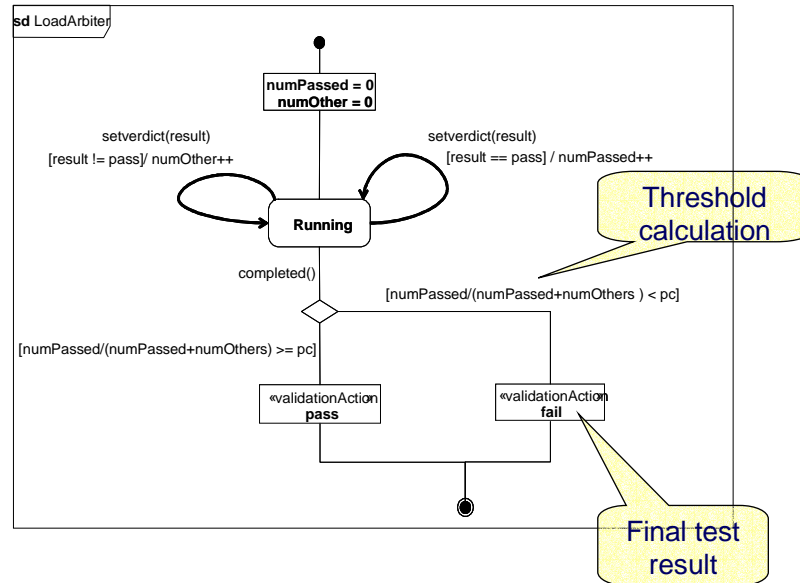 sd LoadArbiter
numPassed = 0
numOther = 0
setverdict(result)
[result != pass]/ numOther++
setverdict(result)
[result == pass] / numPassed++
Threshold
calculation
Running
completed()
[numPassed/(numPassed+numOthers ) < pc]
[numPassed/(numPassed+numOthers) >= pc]
«validationAction»
pass
«validationAction»
fail
Final test
result